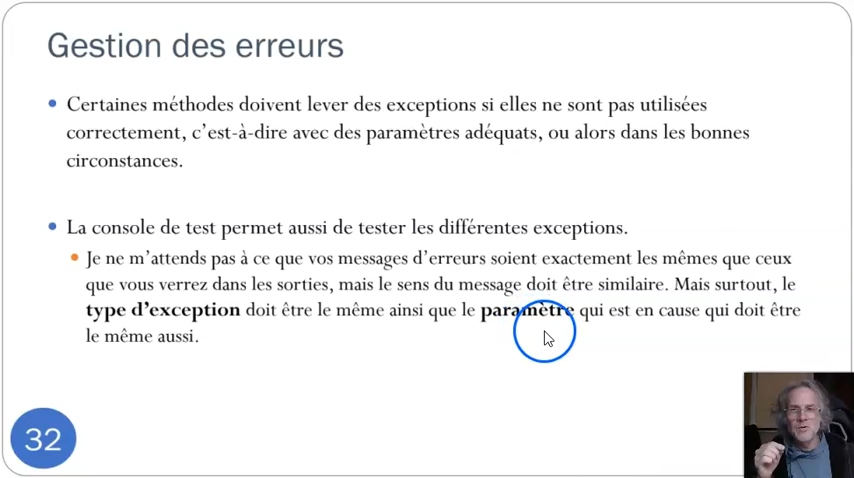 Gestion des erreurs
Certaines méthodes doivent lever des exceptions si elles ne sont pas utilisées
correctement, c'est-à-dire avec des paramètres adéquats, ou alors dans les bonnes
circonstances.
La console de test permet aussi de tester les différentes exceptions.
Je ne m'attends pas à ce que vos messages d'erreurs soient exactement les mêmes que ceux
que vous verrez dans les sorties, mais le sens du message doit être similaire. Mais surtout, le
type d'exception doit être le même ainsi que le paramètre qui est en cause qui doit être
le même aussi.
32